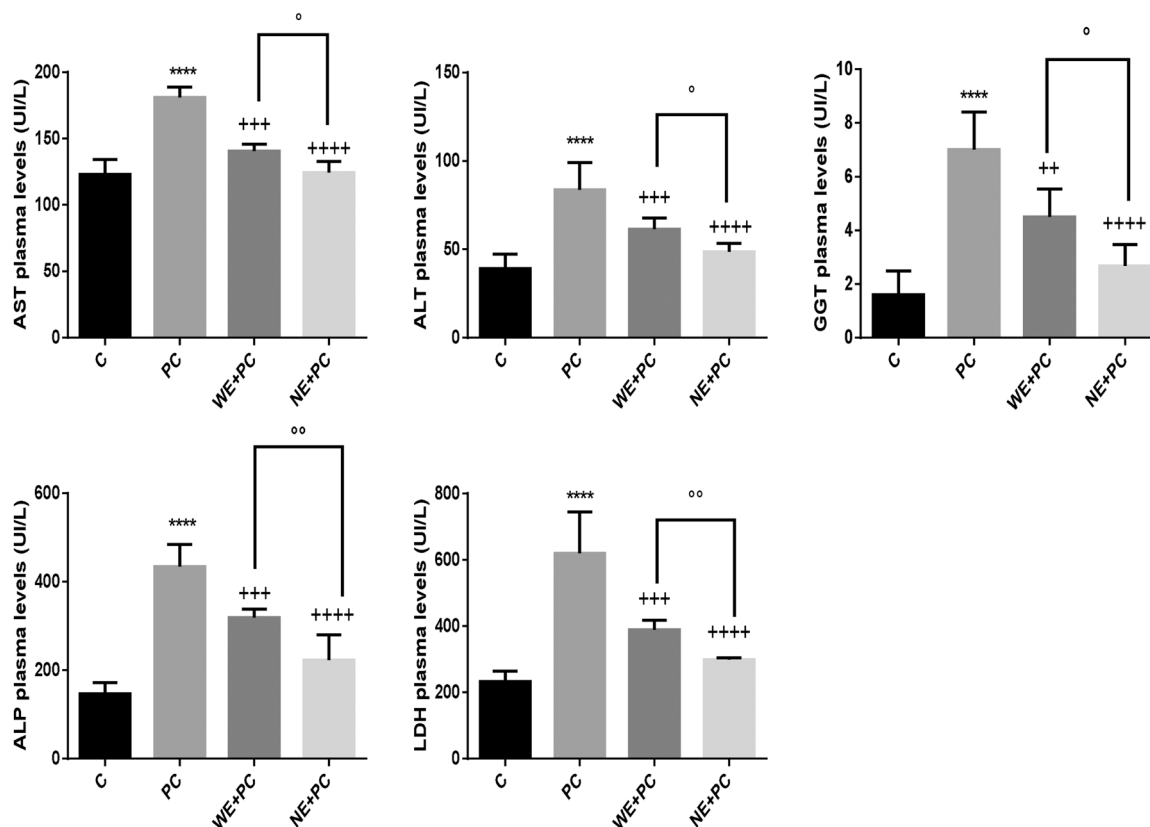 °
200
150
100
50
0
AST plasma levels (UI/L)
****
+++
++++
C
PC
WE+PC
NE+PC
°
150
100
50
0
ALT plasma levels (UI/L)
****
+++
++++
C
PC
WE+PC
NE+PC
°
10
8
6
4
2
0
GGT plasma levels (UI/L)
****
++
++++
C
PC
WE+PC
NE+PC
°°
600
400
200
0
ALP plasma levels (UI/L)
****
+++
++++
C
PC
WE+PC
NE+PC
°°
800
600
400
200
0
LDH plasma levels (UI/L)
****
+++
++++
C
PC
WE+PC
NE+PC